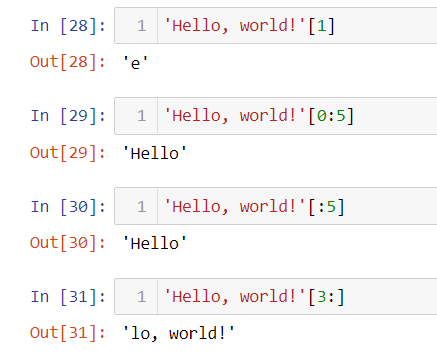 In [28]: 1 'Hello, world!'[1]
Out[28]: 'e'
In [29]: 1 'Hello, world!'[0:5]
Out[29]: 'Hello'
In [30]: 1 'Hello, world!'[:5]
Out[30]: 'Hello'
In [31]: 1 'Hello, world!'[3:]
Out[31]: 'lo, world!'